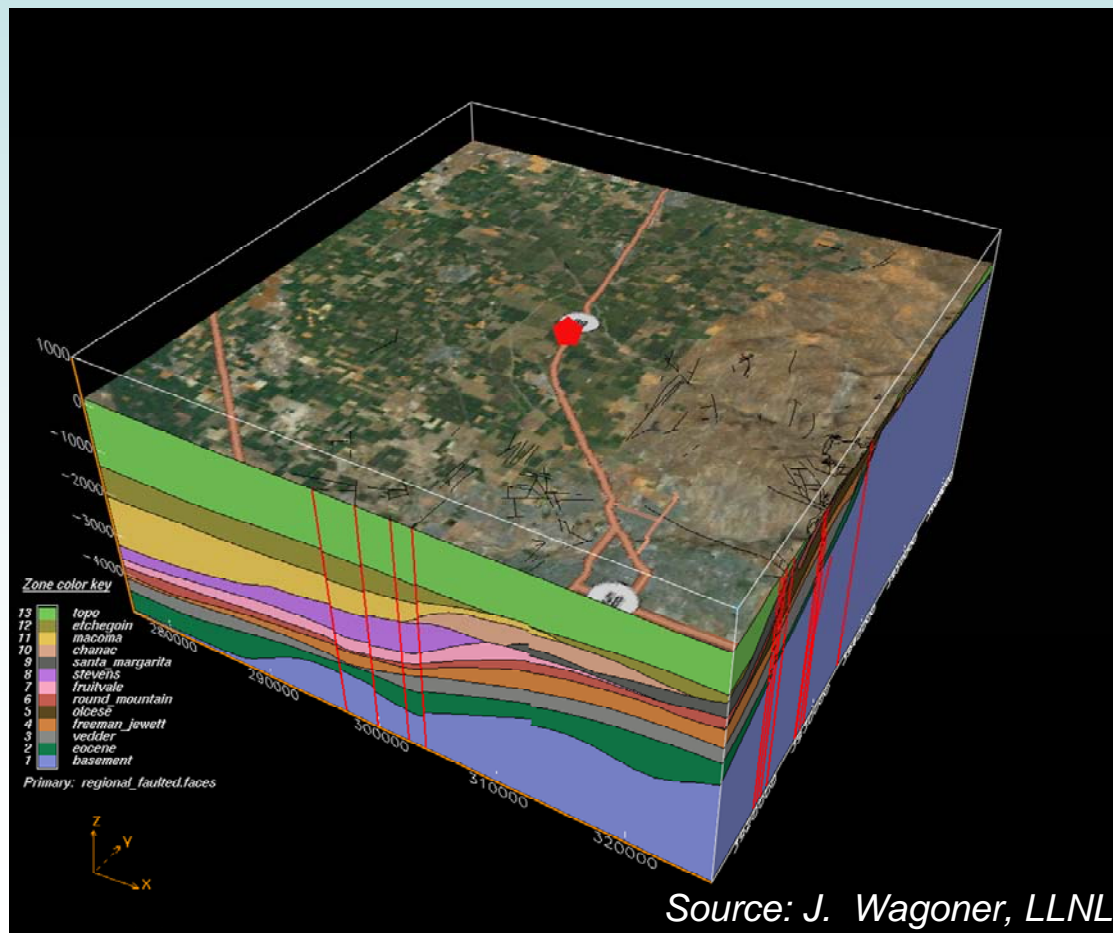 1000
0
-1000
-2000
-3000
-4000
Zone color key
13 topo
12 etchegoin
11 macoma
10 chanac
9 santa_margarita
8 stevens
7 fruitvale
6 round_mountain
5 olcese
4 freeman_jewett
3 vedder
2 eocene
1 basement
Primary: regional_faulted.faces
280000
290000
300000
310000
320000
58
Z
Y
X
Source: J. Wagoner, LLNL